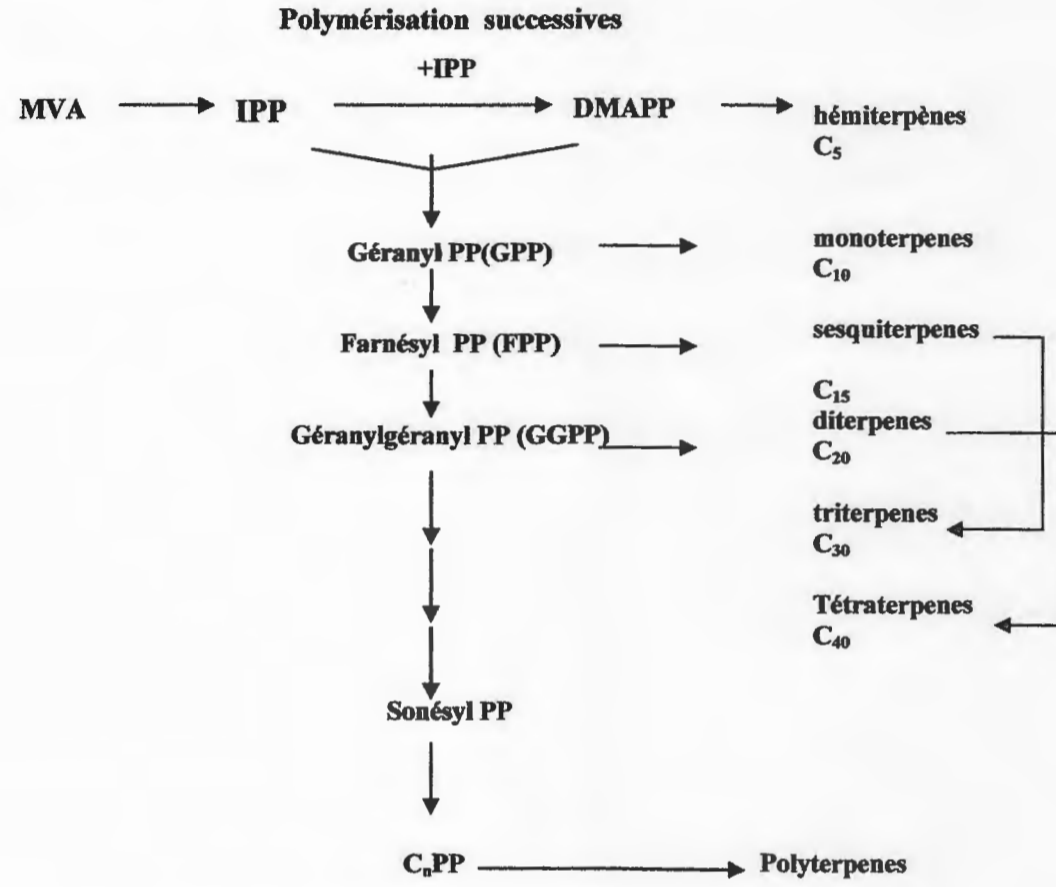 Polymérisation successives
+IPP
MVA IPP DMAPP hémiterpènes
C5
Géranyl PP(GPP) monoterpenes
C10
Farnésyl PP (FPP) sesquiterpenes
C15
Géranylgéranyl PP (GGPP) diterpenes
C20
triterpenes
C30
Tétraterpenes
C40
Sonésyl PP
CnPP Polyterpenes